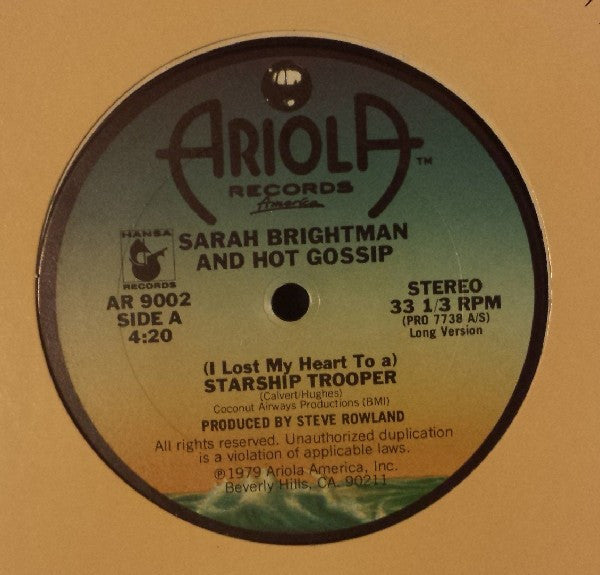 ARIOLA™
RECORDS
America
HANSA
RECORDS
SARAH BRIGHTMAN
AND HOT GOSSIP
AR 9002
SIDE A
4:20
STEREO
33 1/3 RPM
(PRO 7738 A/S)
Long Version
(I Lost My Heart To a)
STARSHIP TROOPER
(Calvert/Hughes)
Coconut Airways Productions (BMI)
PRODUCED BY STEVE ROWLAND
All rights reserved. Unauthorized duplication
is a violation of applicable laws.
℗1979 Ariola America, Inc.
Beverly Hills, CA. 90211